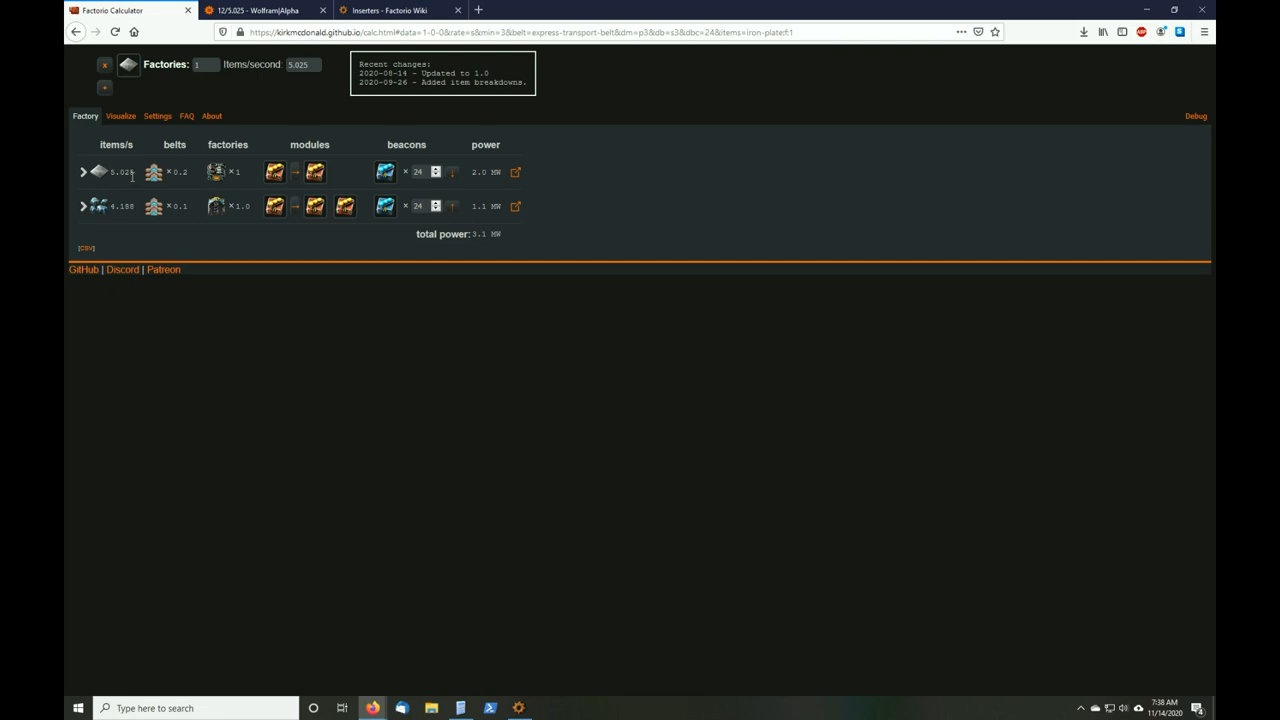 Factorio Calculator
12/5.025 - Wolfram|Alpha
Inserters - Factorio Wiki
https://kirkmcdonald.github.io/calc.html#data=1-0-0&rate=s&min=3&belt=express-transport-belt&dm=p3&db=s3&dbc=24&items=iron-plate:f:1
x
Factories: 1 Items/second: 5.025
+
Recent changes:
2020-08-14 - Updated to 1.0
2020-09-26 - Added item breakdowns.
Factory Visualize Settings FAQ About Debug
items/s belts factories modules beacons power
5.025 ×0.2 ×1 × 24 2.0 MW
4.188 ×0.1 ×1.0 × 24 1.1 MW
total power: 3.1 MW
[CSV]
GitHub | Discord | Patreon
Type here to search
7:38 AM
11/14/2020
4